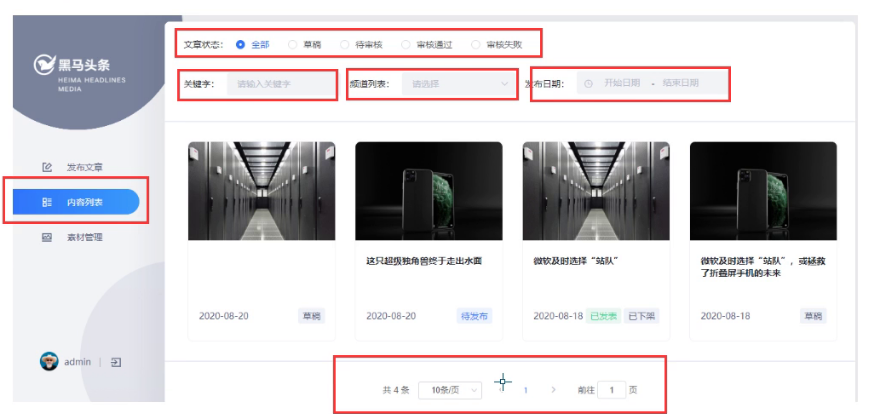 黑马头条
HEIMA HEADLINES
MEDIA
发布文章
内容列表
素材管理
admin
文章状态： 全部 草稿 待审核 审核通过 审核失败
关键字： 请输入关键字 频道列表： 请选择 发布日期： 开始日期 - 结束日期
这只超级独角兽终于走出水面
微软及时选择“站队”
微软及时选择“站队”，或拯救
了折叠屏手机的未来
2020-08-20 草稿
2020-08-20 待发布
2020-08-18 已发表 已下架
2020-08-18 草稿
共 4 条 10条/页 1 前往 1 页